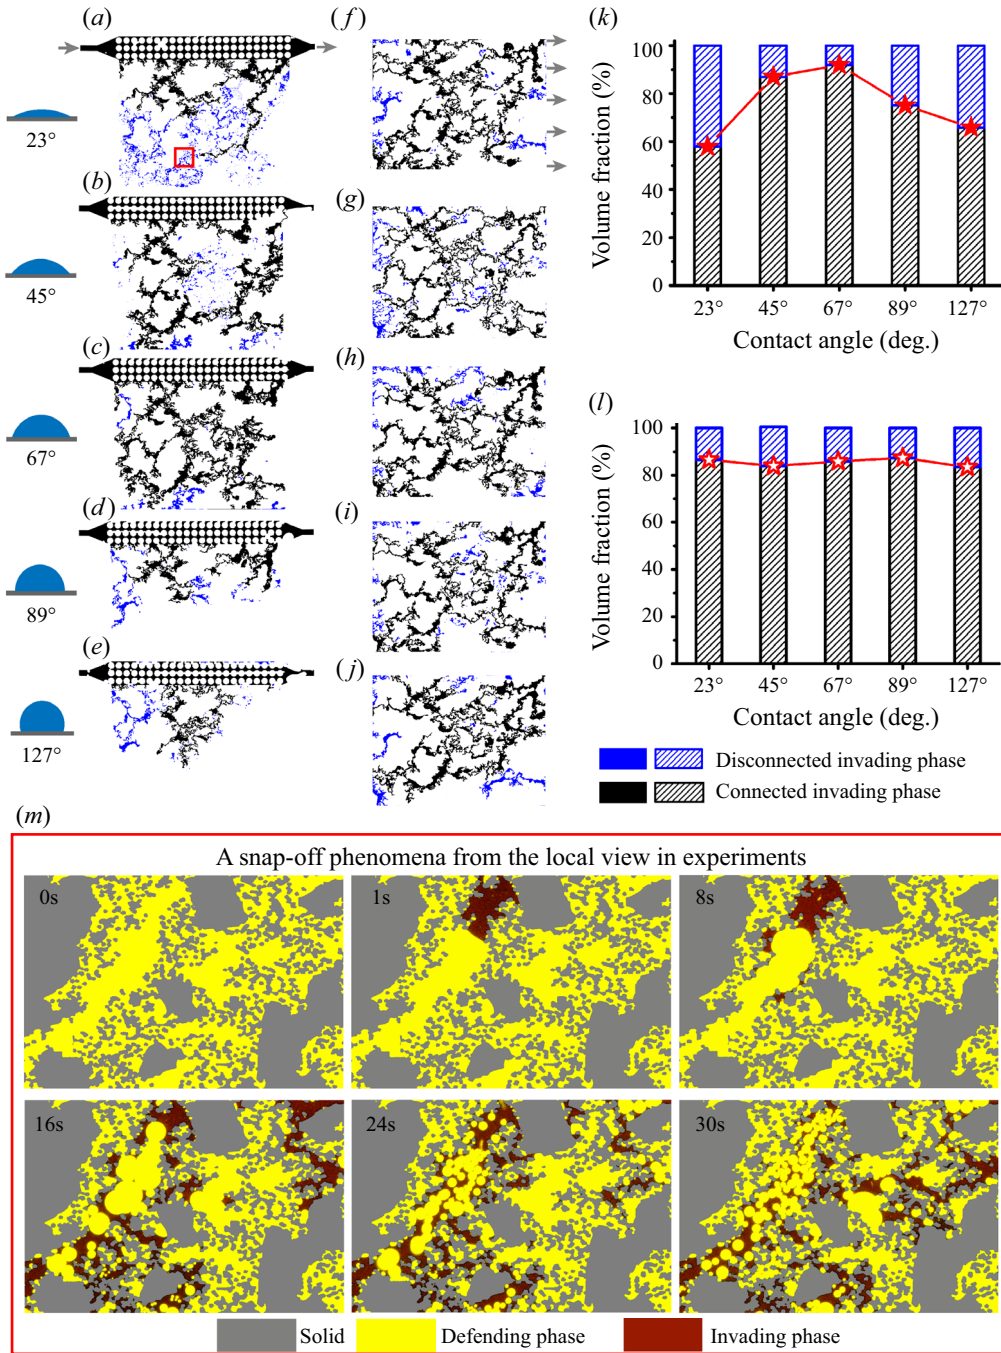 (a)
23°
(b)
45°
(c)
67°
(d)
89°
(e)
127°
(f)
(g)
(h)
(i)
(j)
(k)
100
80
60
40
20
0
Volume fraction (%)
23° 45° 67° 89° 127°
Contact angle (deg.)
(l)
100
80
60
40
20
0
Volume fraction (%)
23° 45° 67° 89° 127°
Contact angle (deg.)
Disconnected invading phase
Connected invading phase
(m)
A snap-off phenomena from the local view in experiments
0s 1s 8s
16s 24s 30s
Solid Defending phase Invading phase